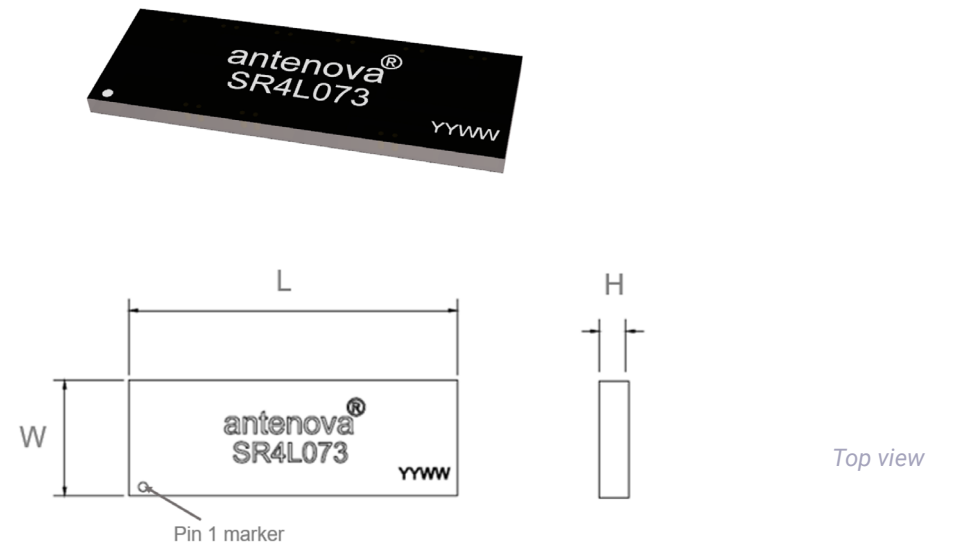 antenova®
SR4L073
YYWW
L
H
W
antenova®
SR4L073
YYWW
Top view
Pin 1 marker